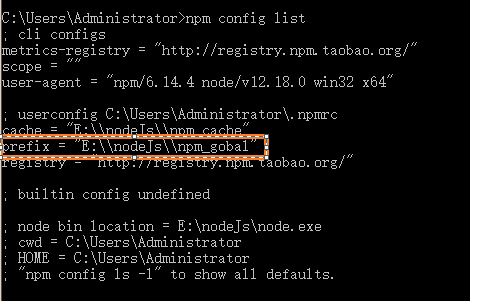 C:\Users\Administrator>npm config list
; cli configs
metrics-registry = "http://registry.npm.taobao.org/"
scope = ""
user-agent = "npm/6.14.4 node/v12.18.0 win32 x64"
; userconfig C:\Users\Administrator\.npmrc
cache = "E:\\nodeJs\\npm_cache"
prefix = "E:\\nodeJs\\npm_gobal"
registry = "http://registry.npm.taobao.org/"
; builtin config undefined
; node bin location = E:\nodeJs\node.exe
; cwd = C:\Users\Administrator
; HOME = C:\Users\Administrator
; "npm config ls -l" to show all defaults.